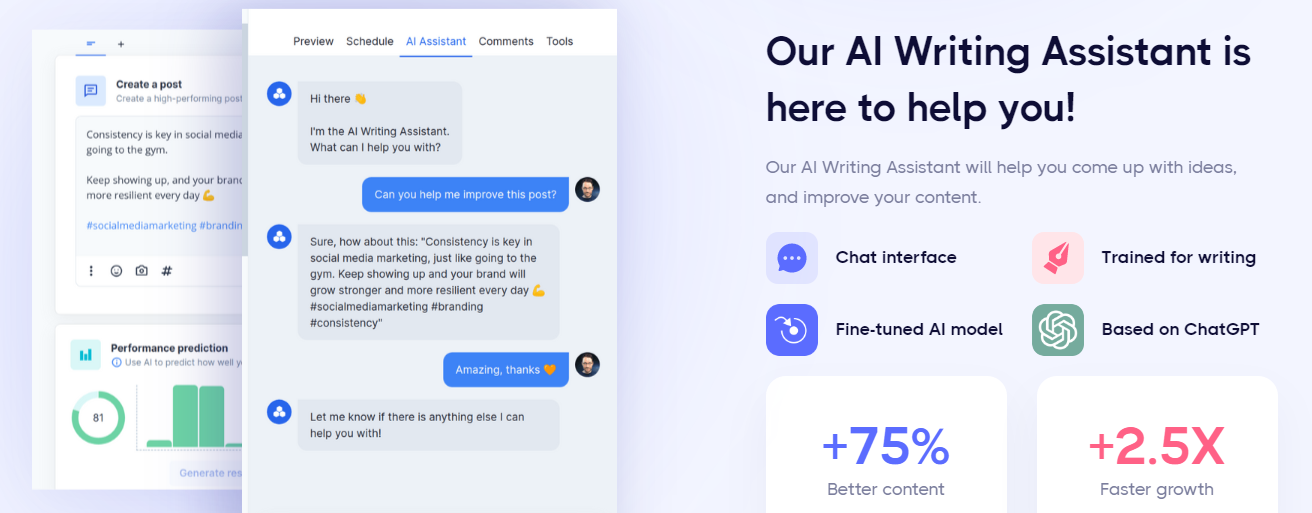 Preview Schedule AI Assistant Comments Tools
+
Create a post
Create a high-performing post
Consistency is key in social media
going to the gym.
Keep showing up, and your
more resilient every day 💪
#socialmediamarketing
Performance prediction
Use AI to predict how well
81
Generate
Hi there 👋
I'm the AI Writing Assistant.
What can I help you with?
Can you help me improve this post?
Sure, how about this: "Consistency is key in
social media marketing, just like going to the
gym. Keep showing up and your brand will
grow stronger and more resilient every day 💪
#socialmediamarketing #branding
#consistency"
Amazing, thanks 🧡
Let me know if there is anything else I can
help you with!
Our AI Writing Assistant is
here to help you!
Our AI Writing Assistant will help you come up with ideas,
and improve your content.
Chat interface
Trained for writing
Fine-tuned AI model
Based on ChatGPT
+75%
Better content
+2.5X
Faster growth